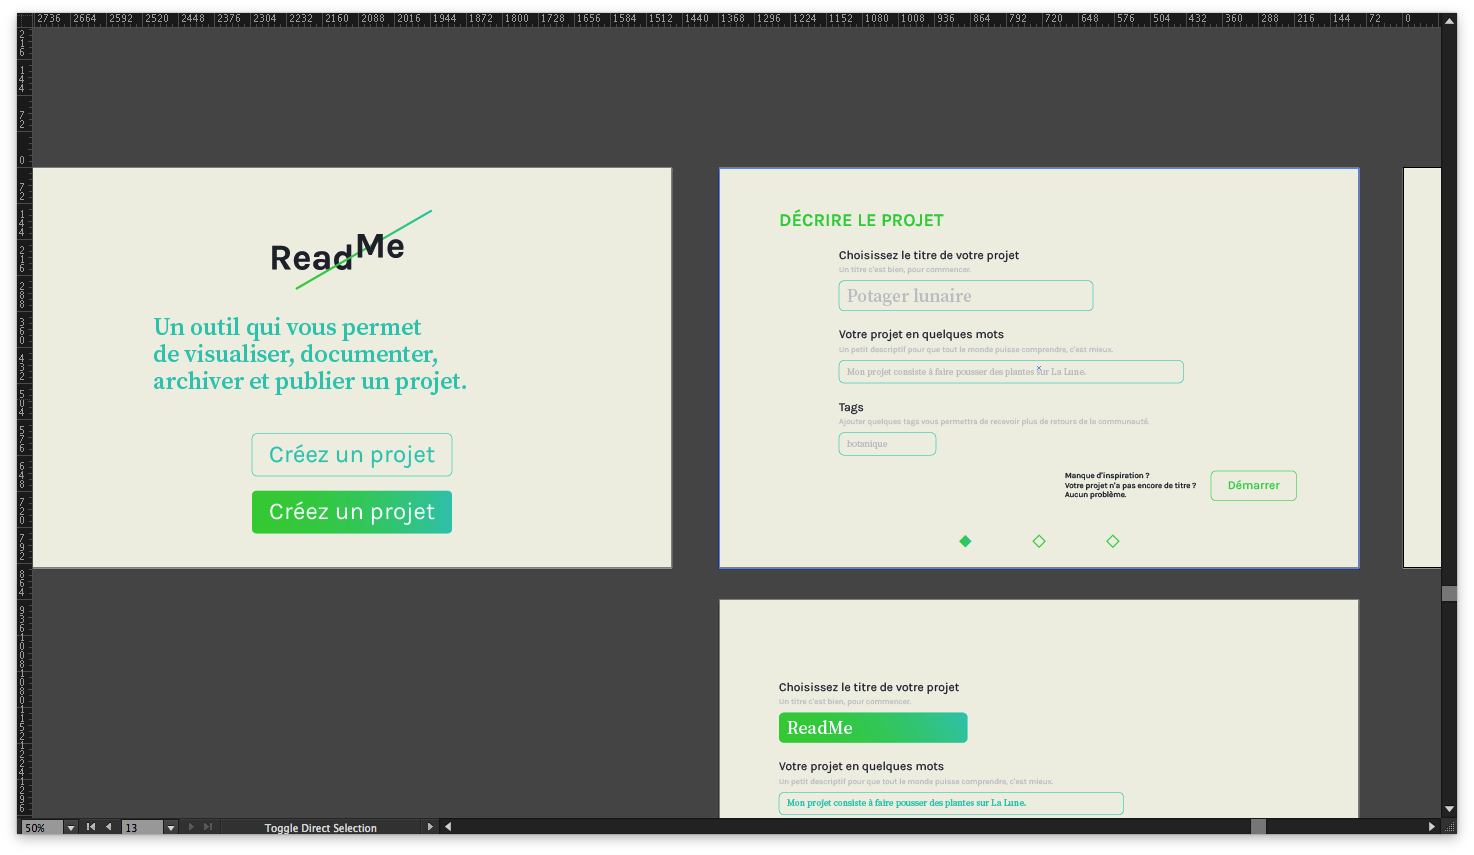 2736 2664 2592 2520 2448 2376 2304 2232 2160 2088 2016 1944 1872 1800 1728 1656 1584 1512 1440 1368 1296 1224 1152 1080 1008 936 864 792 720 648 576 504 432 360 288 216 144 72 0
ReadMe
Un outil qui vous permet
de visualiser, documenter,
archiver et publier un projet.
Créez un projet
Créez un projet
DÉCRIRE LE PROJET
Choisissez le titre de votre projet
Un titre c'est bien, pour commencer.
Potager lunaire
Votre projet en quelques mots
Un petit descriptif pour que tout le monde puisse comprendre, c'est mieux.
Mon projet consiste à faire pousser des plantes sur La Lune.
Tags
Ajouter quelques tags vous permettra de recevoir plus de retours de la communauté.
botanique
Manque d'inspiration ?
Votre projet n'a pas encore de titre ?
Aucun problème.
Démarrer
Choisissez le titre de votre projet
Un titre c'est bien, pour commencer.
ReadMe
Votre projet en quelques mots
Un petit descriptif pour que tout le monde puisse comprendre, c'est mieux.
Mon projet consiste à faire pousser des plantes sur La Lune.
50%
13
Toggle Direct Selection